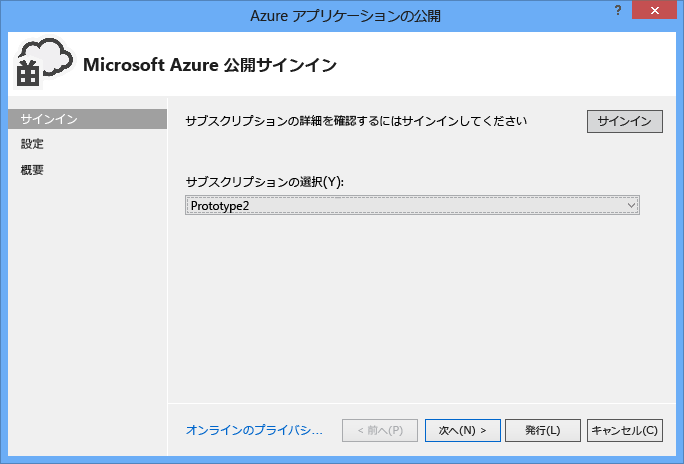 Azure アプリケーションの公開
?
Microsoft Azure 公開サインイン
サインイン
設定
概要
サブスクリプションの詳細を確認するにはサインインしてください
サインイン
サブスクリプションの選択(Y):
Prototype2
オンラインのプライバシ...
< 前へ(P)
次へ(N) >
発行(L)
キャンセル(C)